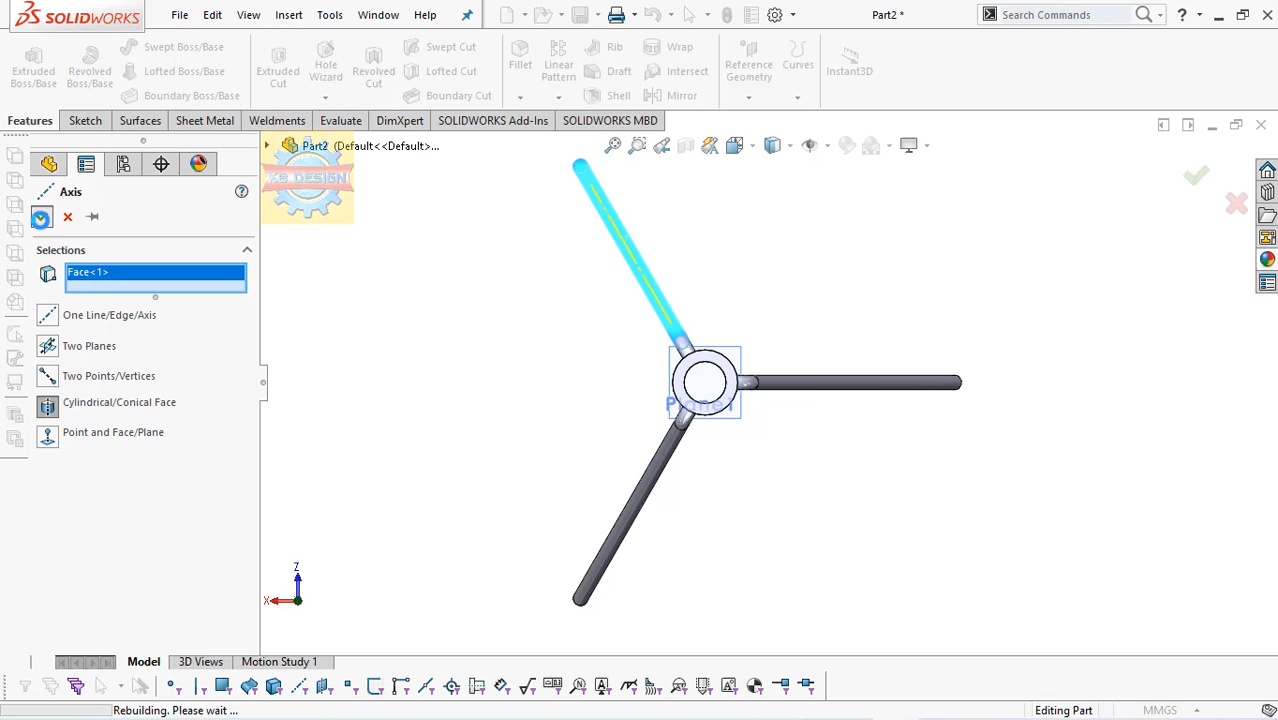 SOLIDWORKS
File Edit View Insert Tools Window Help
Part2 *
Search Commands
Extruded Boss/Base
Revolved Boss/Base
Swept Boss/Base
Lofted Boss/Base
Boundary Boss/Base
Extruded Cut
Hole Wizard
Revolved Cut
Swept Cut
Lofted Cut
Boundary Cut
Fillet
Linear Pattern
Rib
Draft
Shell
Wrap
Intersect
Mirror
Reference Geometry
Curves
Instant3D
Features Sketch Surfaces Sheet Metal Weldments Evaluate DimXpert SOLIDWORKS Add-Ins SOLIDWORKS MBD
Part2 (Default<<Default>...
KB DESIGN
Axis
Selections
Face<1>
One Line/Edge/Axis
Two Planes
Two Points/Vertices
Cylindrical/Conical Face
Point and Face/Plane
Plane1
Z
X
Model 3D Views Motion Study 1
Rebuilding. Please wait ...
Editing Part
MMGS